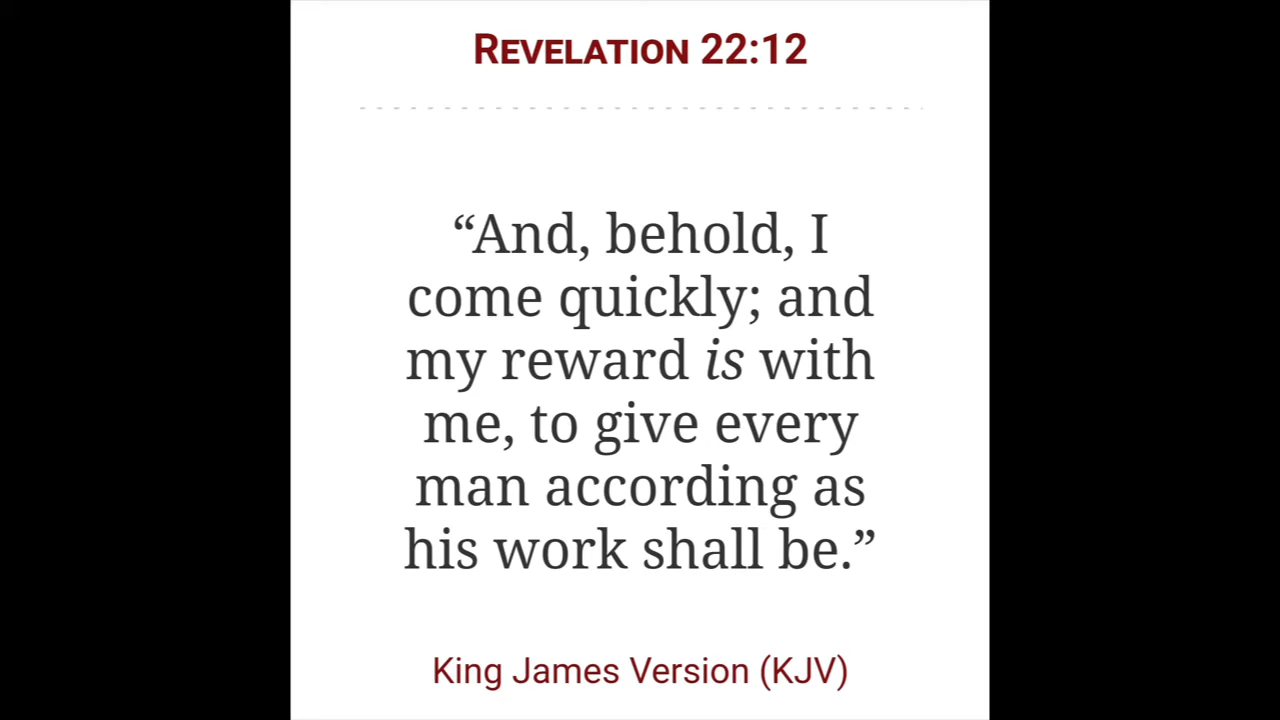 REVELATION 22:12
“And, behold, I
come quickly; and
my reward is with
me, to give every
man according as
his work shall be.”
King James Version (KJV)